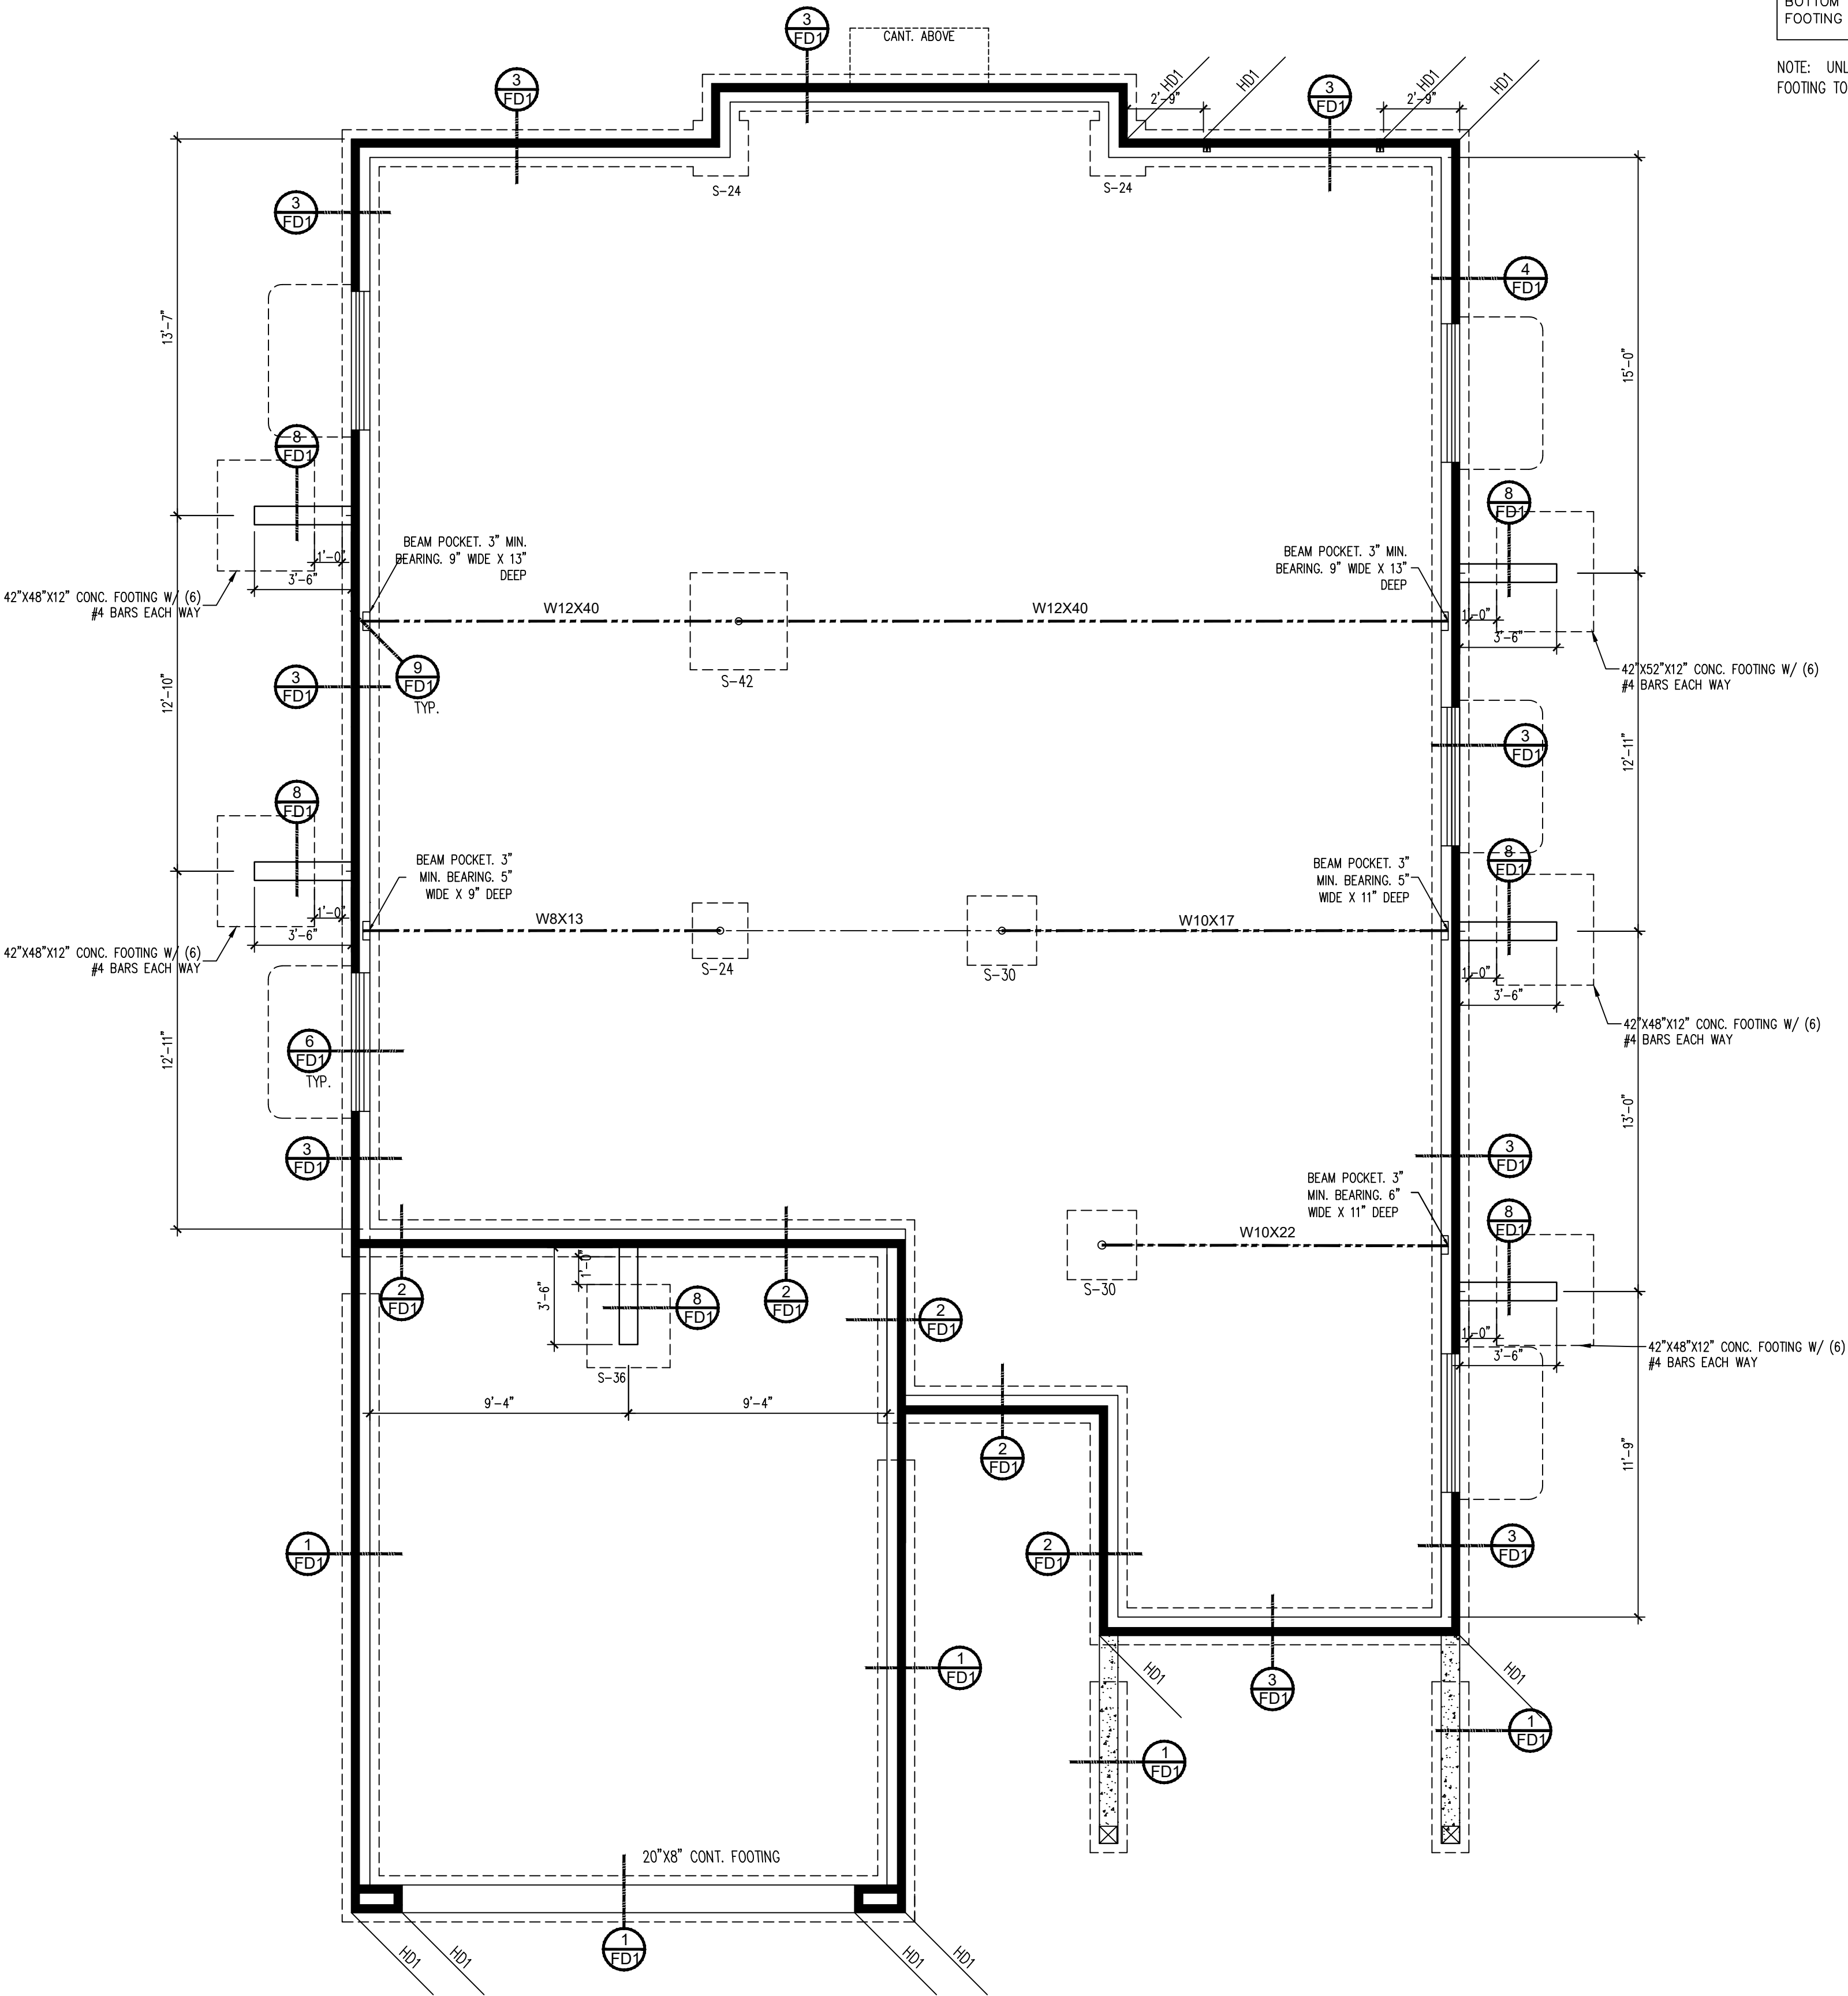 BOTTOM
FOOTING
NOTE: UNL
FOOTING TO
3
FD1
CANT. ABOVE
3
FD1
HD1
HD1
2'-9"
3
FD1
HD1
2'-9"
HD1
S-24
S-24
3
FD1
4
FD1
13'-7"
15'-0"
8
FD1
8
FD1
BEAM POCKET. 3" MIN.
BEARING. 9" WIDE X 13"
DEEP
BEAM POCKET. 3" MIN.
BEARING. 9" WIDE X 13"
DEEP
1'-0"
3'-6"
42"X48"X12" CONC. FOOTING W/ (6)
#4 BARS EACH WAY
W12X40
W12X40
1'-0"
3'-6"
42"X52"X12" CONC. FOOTING W/ (6)
#4 BARS EACH WAY
S-42
9
FD1
TYP.
3
FD1
12'-10"
3
FD1
12'-11"
8
FD1
8
FD1
BEAM POCKET. 3"
MIN. BEARING. 5"
WIDE X 9" DEEP
BEAM POCKET. 3"
MIN. BEARING. 5"
WIDE X 11" DEEP
1'-0"
3'-6"
42"X48"X12" CONC. FOOTING W/ (6)
#4 BARS EACH WAY
W8X13
W10X17
S-24
S-30
1'-0"
3'-6"
42"X48"X12" CONC. FOOTING W/ (6)
#4 BARS EACH WAY
6
FD1
TYP.
12'-11"
13'-0"
3
FD1
3
FD1
BEAM POCKET. 3"
MIN. BEARING. 6"
WIDE X 11" DEEP
8
FD1
W10X22
S-30
2
FD1
1'-0"
3'-6"
8
FD1
2
FD1
2
FD1
S-36
9'-4"
9'-4"
1'-0"
3'-6"
42"X48"X12" CONC. FOOTING W/ (6)
#4 BARS EACH WAY
2
FD1
11'-9"
1
FD1
2
FD1
3
FD1
1
FD1
HD1
3
FD1
HD1
1
FD1
1
FD1
20"X8" CONT. FOOTING
1
FD1
HD1
HD1
HD1
HD1